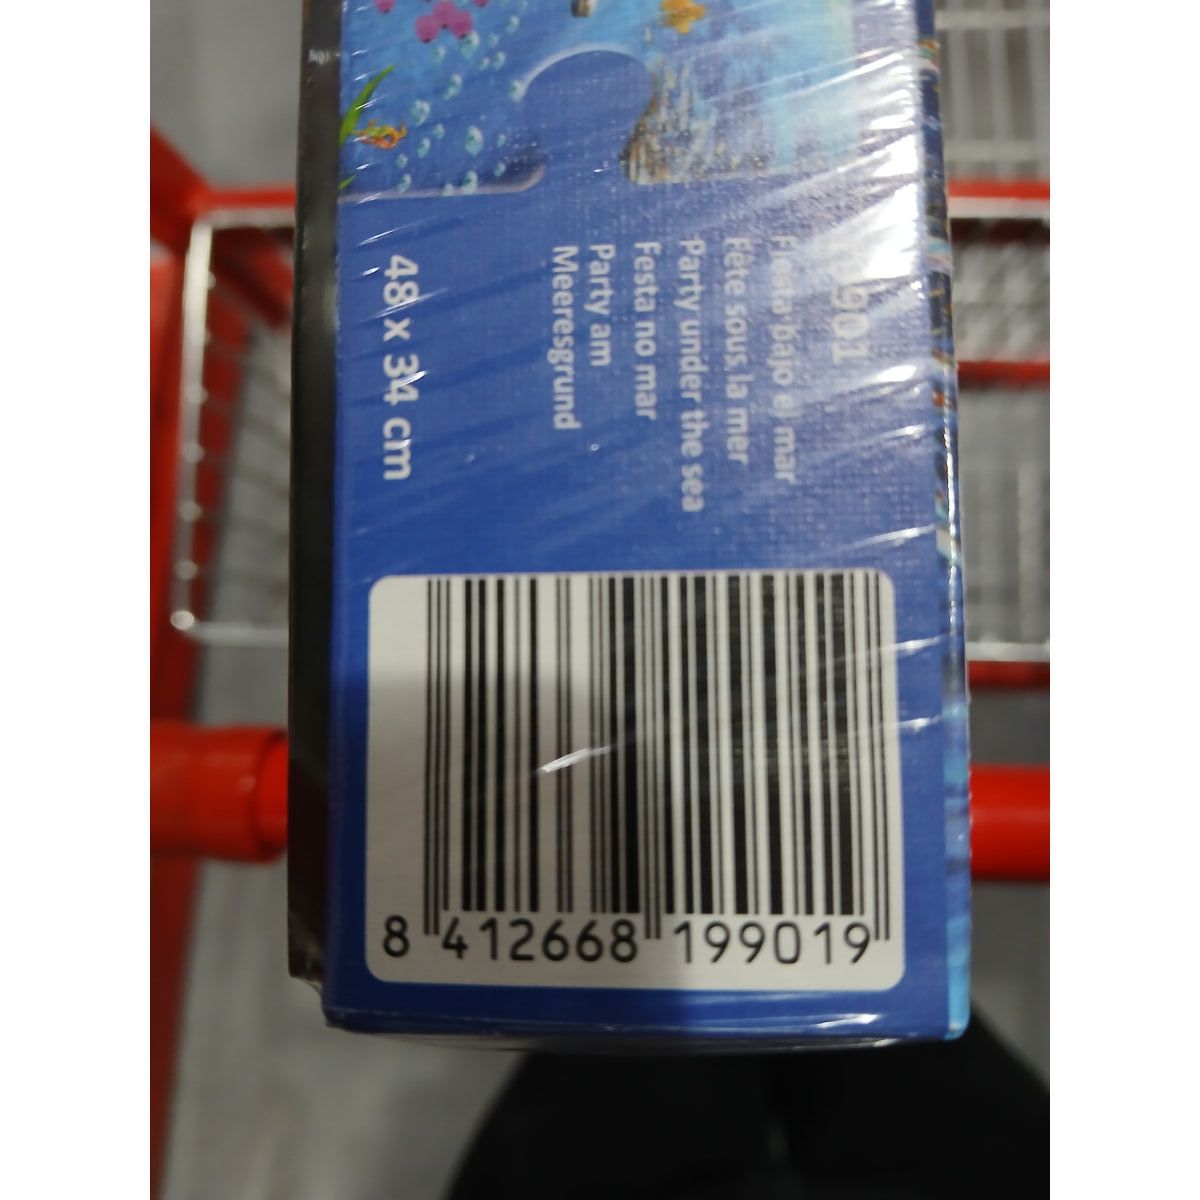 Fiesta bajo el mar
Fête sous la mer
Party under the sea
Festa no mar
Party am
Meeresgrund
48 x 34 cm
8 412668 199019